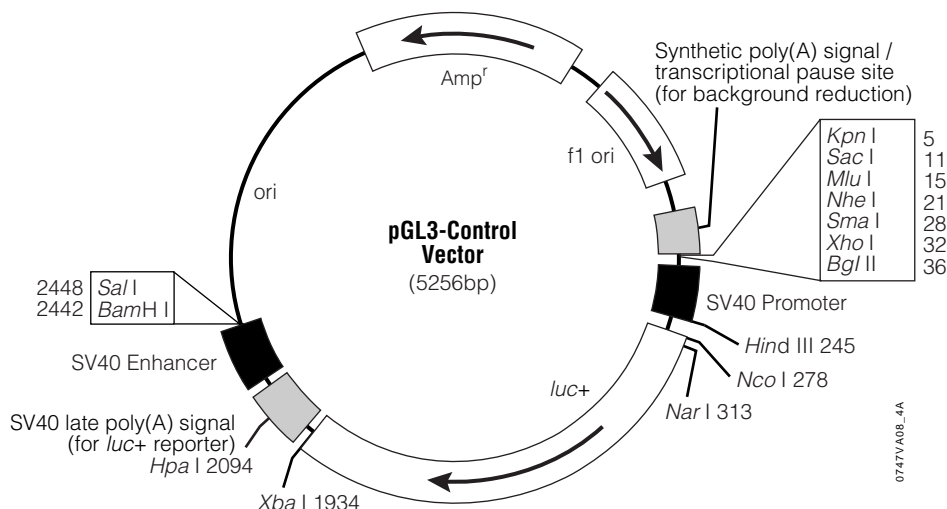 Ampʳ
f1 ori
Synthetic poly(A) signal /
transcriptional pause site
(for background reduction)
Kpn I 5
Sac I 11
Mlu I 15
Nhe I 21
Sma I 28
Xho I 32
Bgl II 36
ori
pGL3-Control
Vector
(5256bp)
2448 Sal I
2442 BamH I
SV40 Promoter
SV40 Enhancer
Hind III 245
Nco I 278
Nar I 313
luc+
SV40 late poly(A) signal
(for luc+ reporter)
Hpa I 2094
Xba I 1934
0747VA08_4A